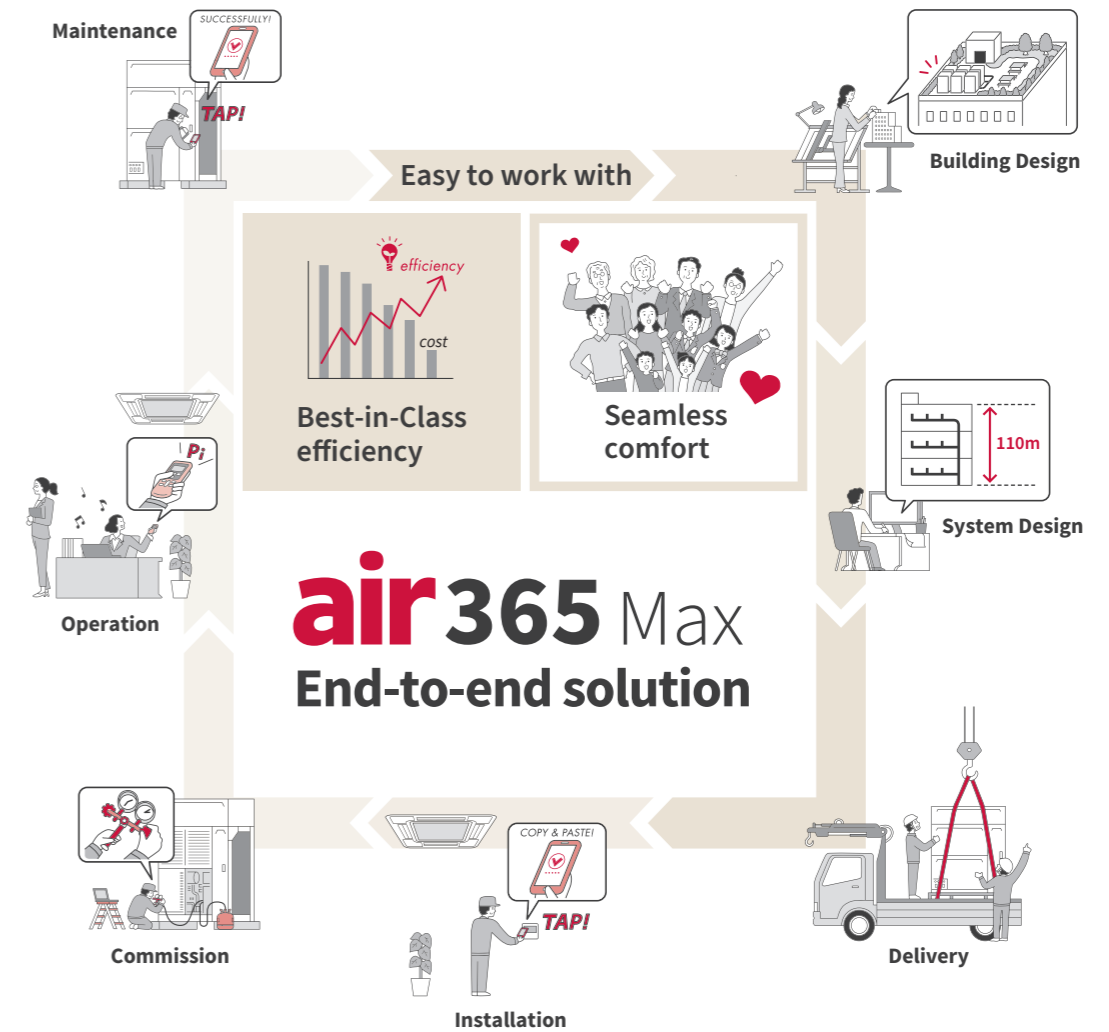 Maintenance
SUCCESSFULLY!
TAP!
Easy to work with
Building Design
efficiency
cost
Best-in-Class
efficiency
Seamless
comfort
110m
System Design
Pi
Operation
air 365 Max
End-to-end solution
Commission
COPY & PASTE!
TAP!
Installation
Delivery